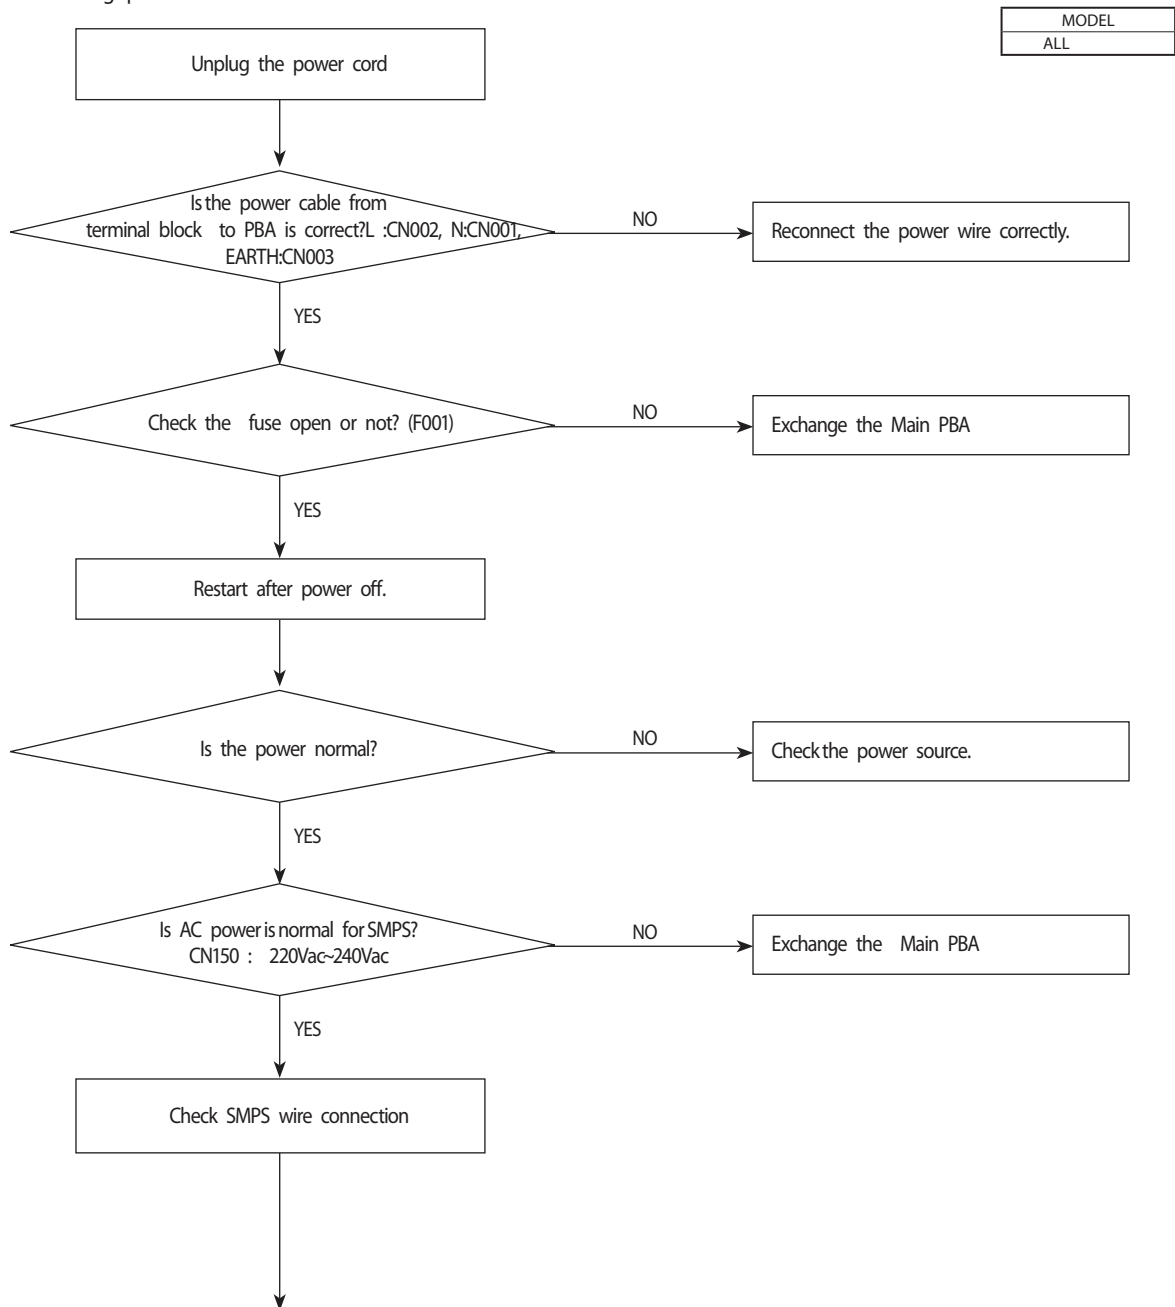 MODEL
ALL
Unplug the power cord
Is the power cable from
terminal block to PBA is correct?L :CN002, N:CN001,
EARTH:CN003
NO
Reconnect the power wire correctly.
YES
Check the fuse open or not? (F001)
NO
Exchange the Main PBA
YES
Restart after power off.
Is the power normal?
NO
Check the power source.
YES
Is AC power is normal for SMPS?
CN150 : 220Vac~240Vac
NO
Exchange the Main PBA
YES
Check SMPS wire connection